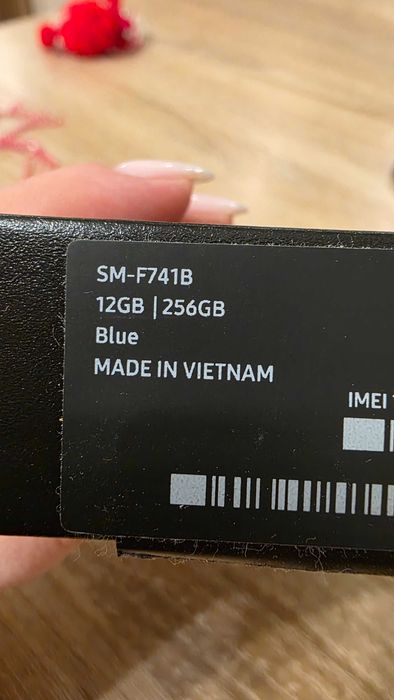 SM-F741B
12GB | 256GB
Blue
MADE IN VIETNAM
IMEI